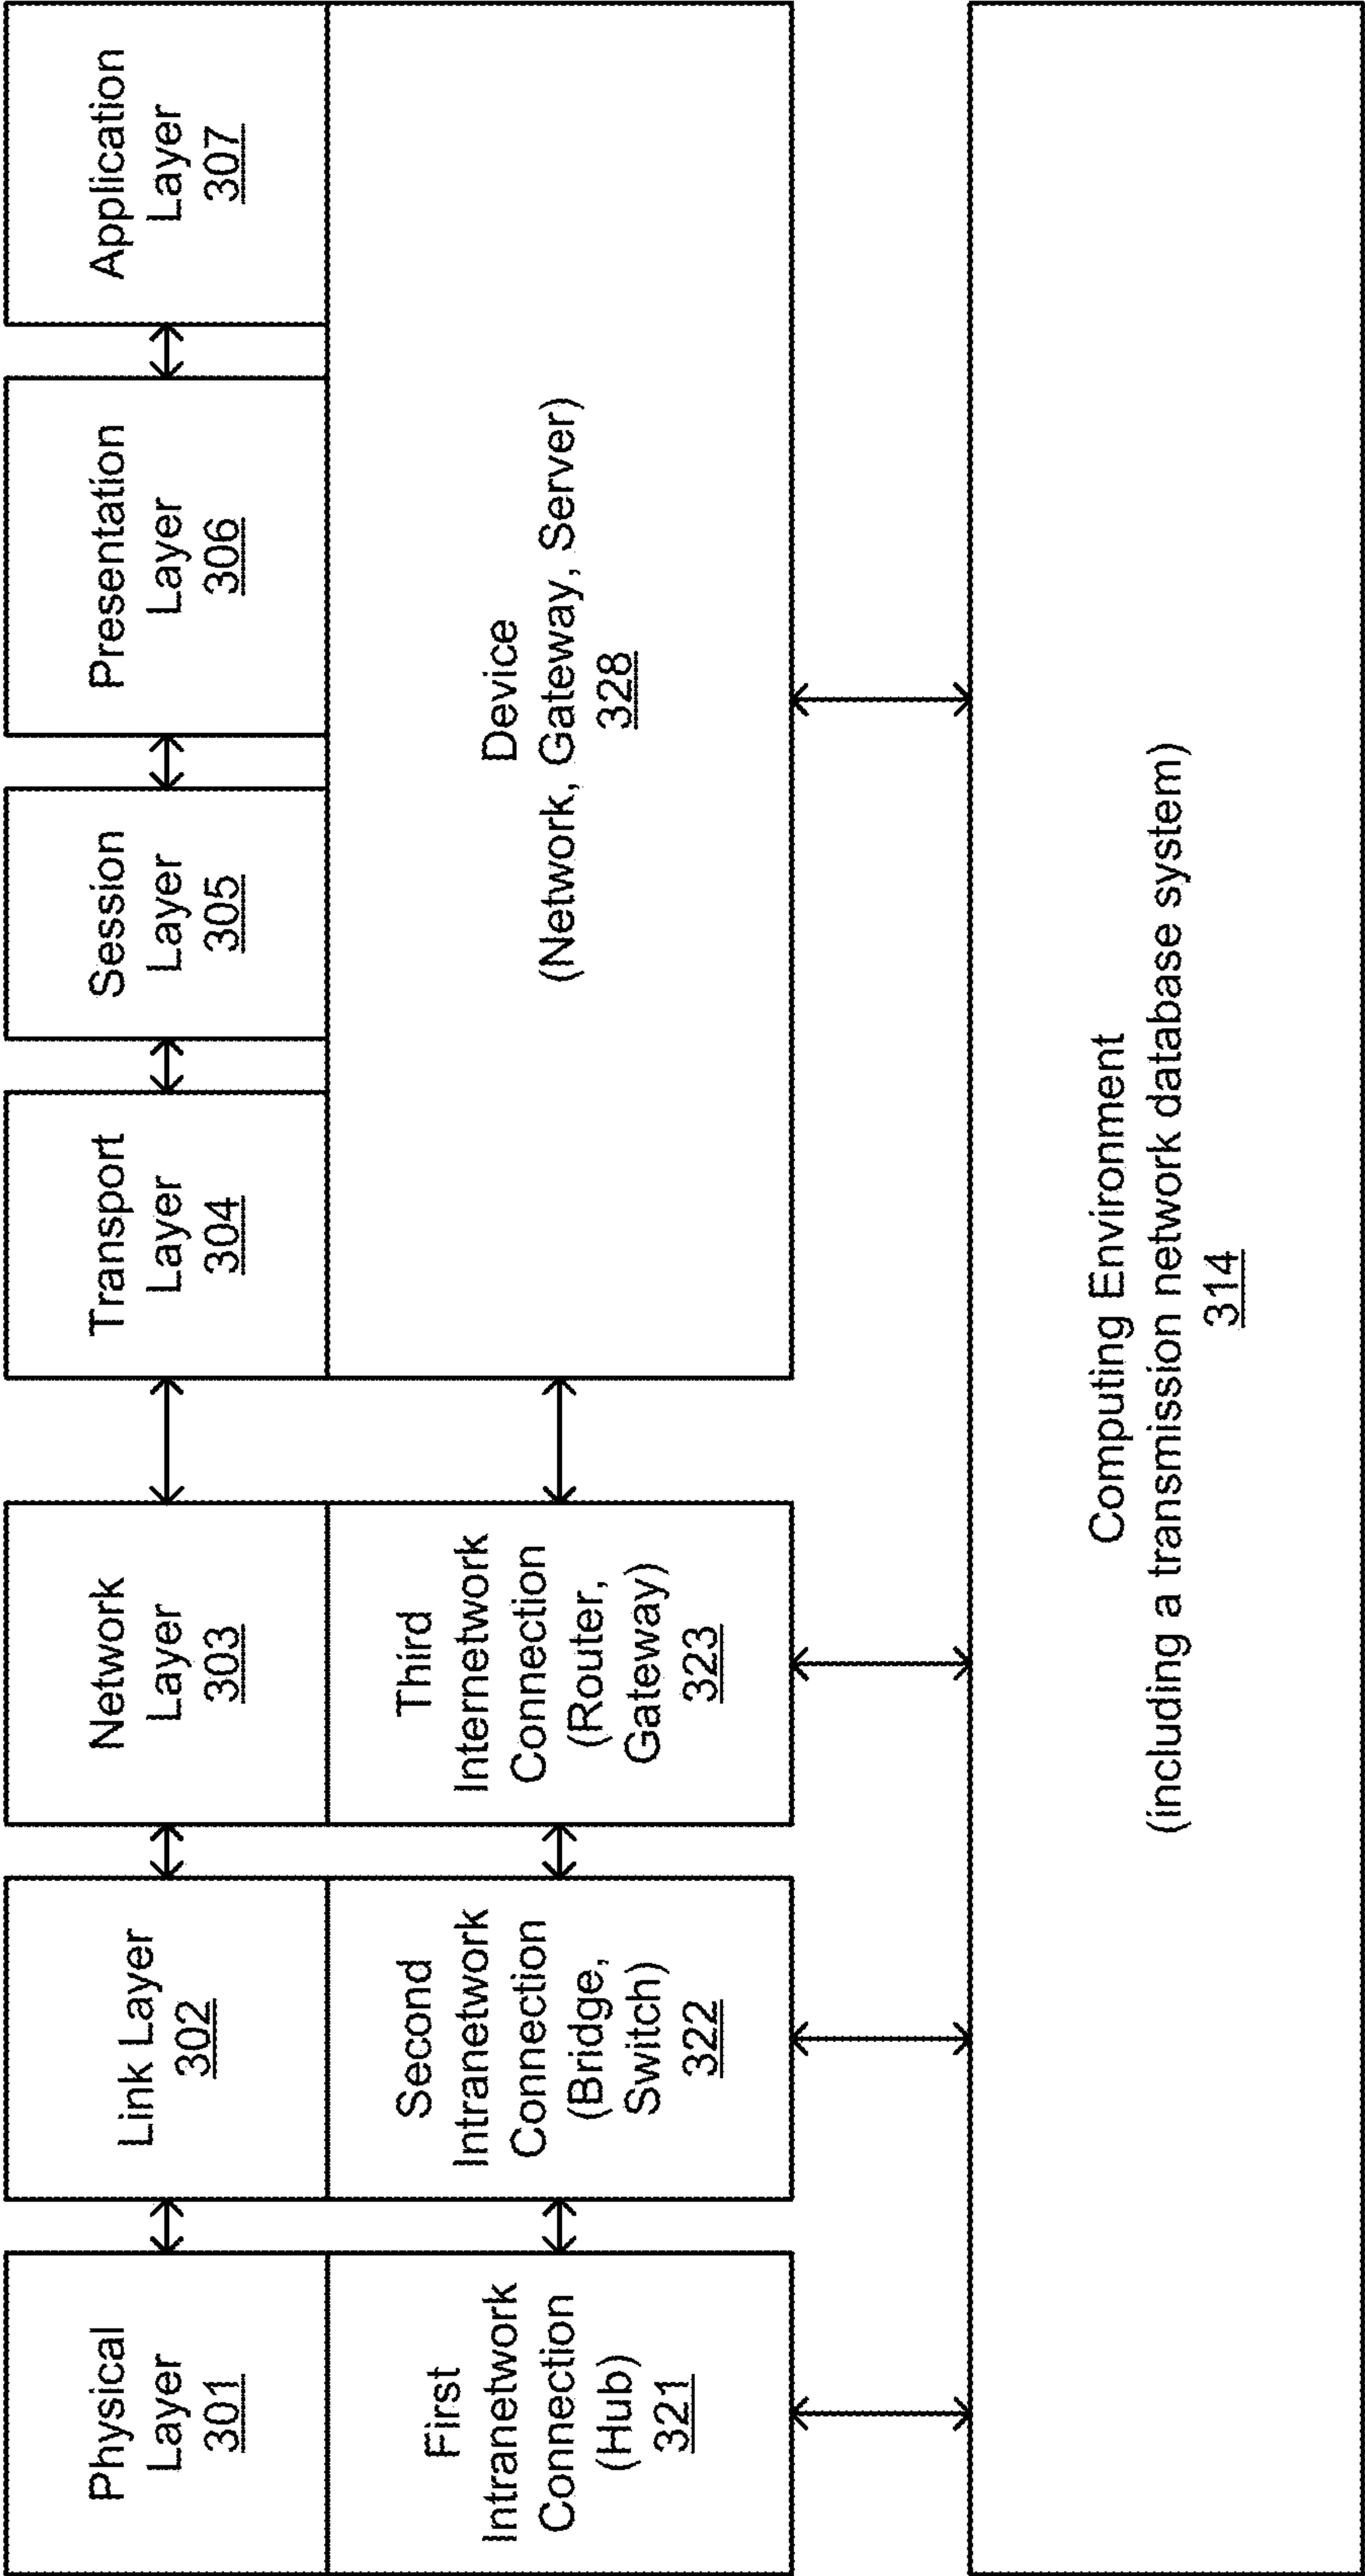 Physical
Layer
301
Link Layer
302
Network
Layer
303
Transport
Layer
304
Session
Layer
305
Presentation
Layer
306
Application
Layer
307
First
Intranetwork
Connection
(Hub)
321
Second
Intranetwork
Connection
(Bridge,
Switch)
322
Third
Internetwork
Connection
(Router,
Gateway)
323
Device
(Network, Gateway, Server)
328
Computing Environment
(including a transmission network database system)
314